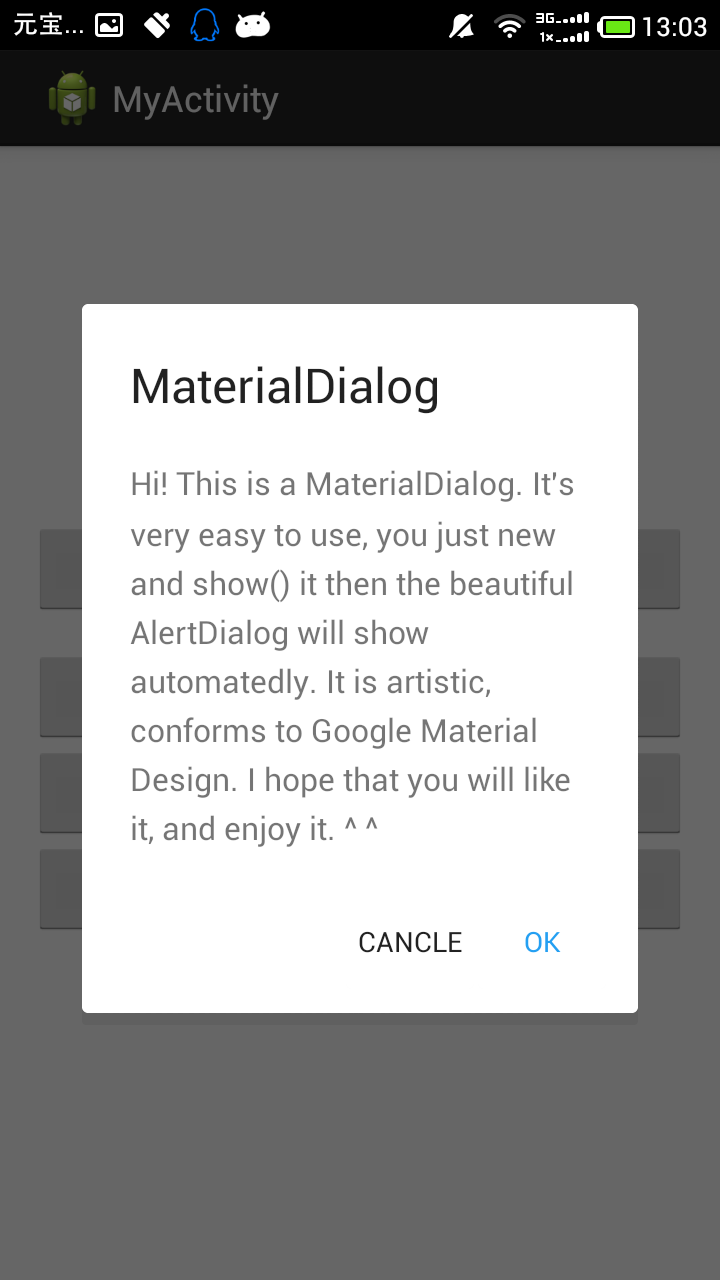 元宝...
3G
1×
13:03
MyActivity
MaterialDialog
Hi! This is a MaterialDialog. It's
very easy to use, you just new
and show() it then the beautiful
AlertDialog will show
automatedly. It is artistic,
conforms to Google Material
Design. I hope that you will like
it, and enjoy it. ^ ^
CANCLE
OK